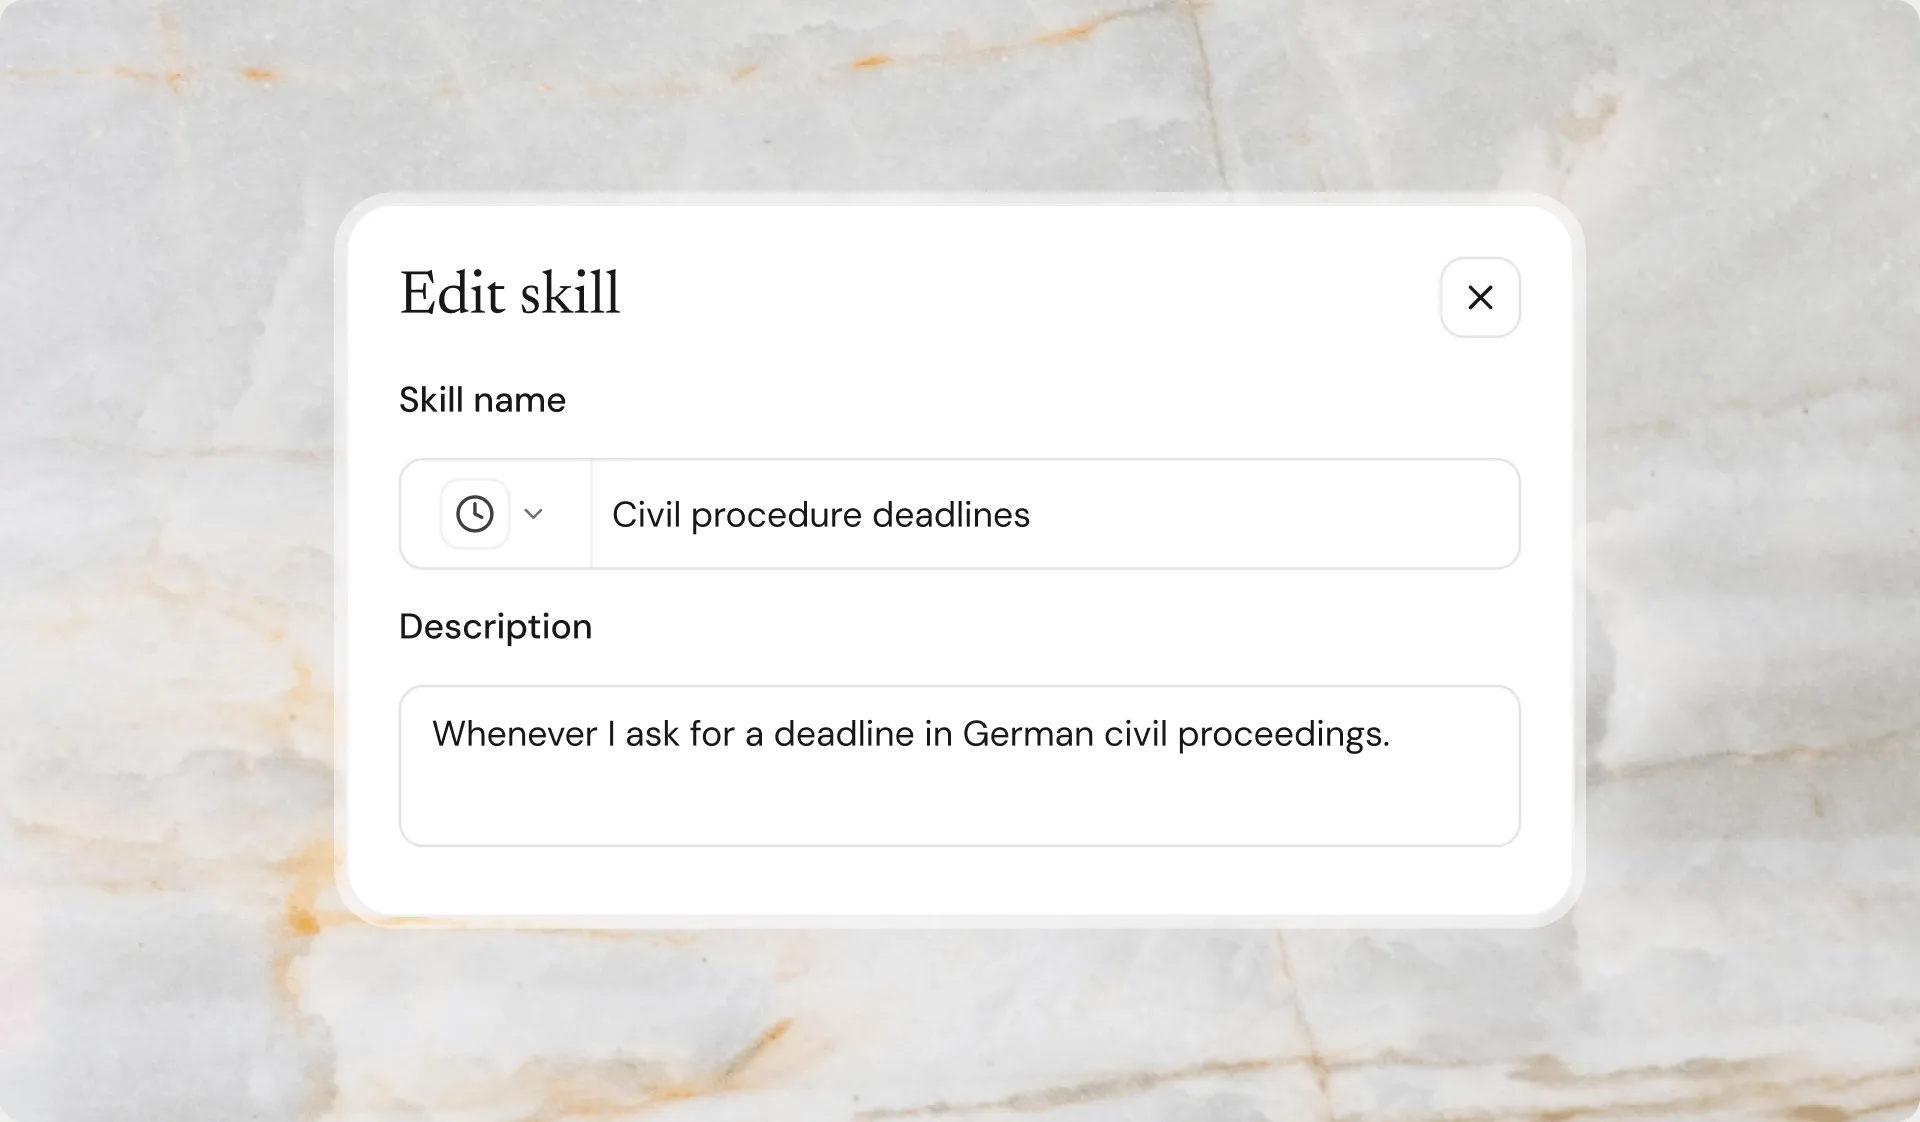 Edit skill
Skill name
Civil procedure deadlines
Description
Whenever I ask for a deadline in German civil proceedings.